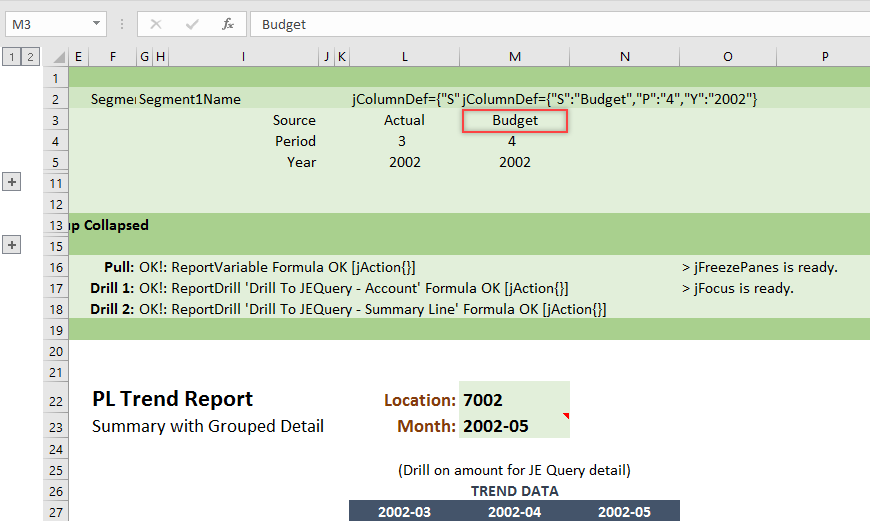 M3 fx Budget
1 2 E F G H I J K L M N O P
1
2 Segmen Segment1Name jColumnDef={"S" jColumnDef={"S":"Budget","P":"4","Y":"2002"}
3 Source Actual Budget
4 Period 3 4
5 Year 2002 2002
11
12
13 up Collapsed
15
16 Pull: OK!: ReportVariable Formula OK [jAction{}] > jFreezePanes is ready.
17 Drill 1: OK!: ReportDrill 'Drill To JEQuery - Account' Formula OK [jAction{}] > jFocus is ready.
18 Drill 2: OK!: ReportDrill 'Drill To JEQuery - Summary Line' Formula OK [jAction{}]
19
20
21
22 PL Trend Report Location: 7002
23 Summary with Grouped Detail Month: 2002-05
24
25 (Drill on amount for JE Query detail)
26 TREND DATA
27 2002-03 2002-04 2002-05